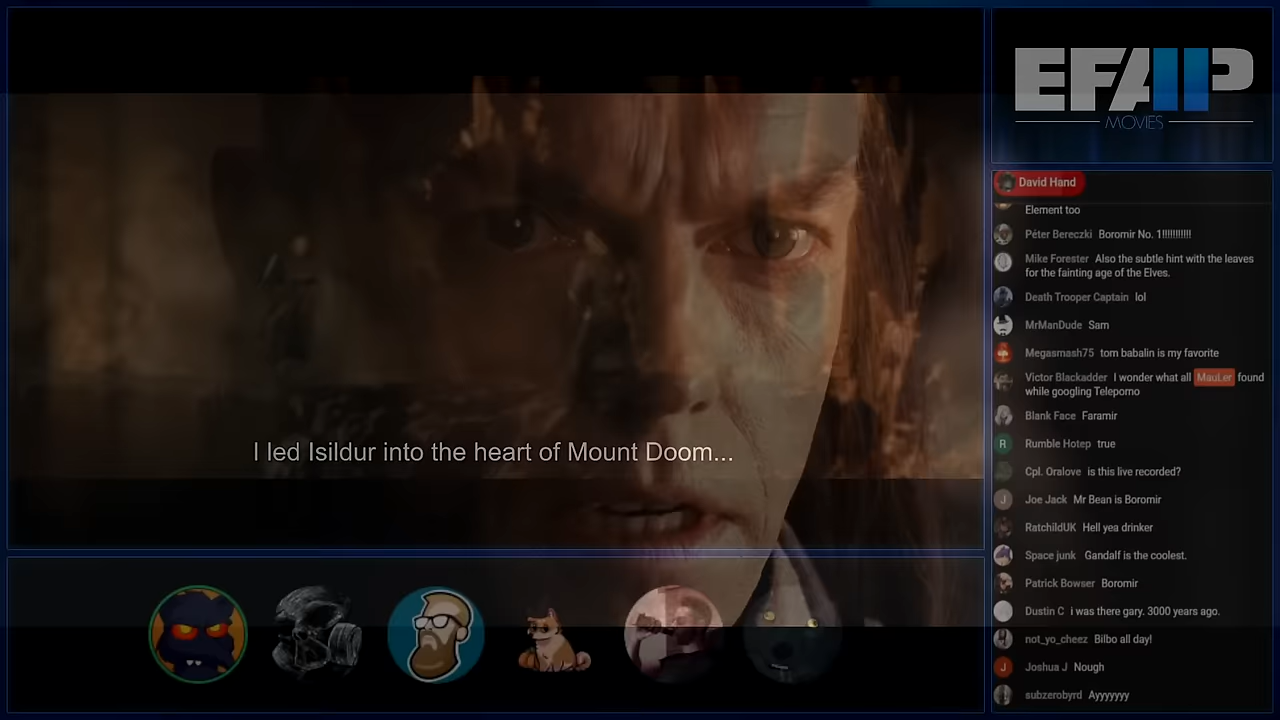 EFAP
MOVIES
David Hand
Element too
Péter Bereczki Boromir No. 1!!!!!!!!!!!
Mike Forester Also the subtle hint with the leaves
for the fainting age of the Elves.
Death Trooper Captain lol
MrManDude Sam
Megasmash75 tom babalin is my favorite
Victor Blackadder I wonder what all MauLer found
while googling Teleporno
Blank Face Faramir
R
Rumble Hotep true
Cpl. Oralove is this live recorded?
J
Joe Jack Mr Bean is Boromir
RatchildUK Hell yea drinker
Space junk Gandalf is the coolest.
Patrick Bowser Boromir
Dustin C i was there gary. 3000 years ago.
not_yo_cheez Bilbo all day!
J
Joshua J Nough
subzerobyrd Ayyyyyyy
I led Isildur into the heart of Mount Doom...